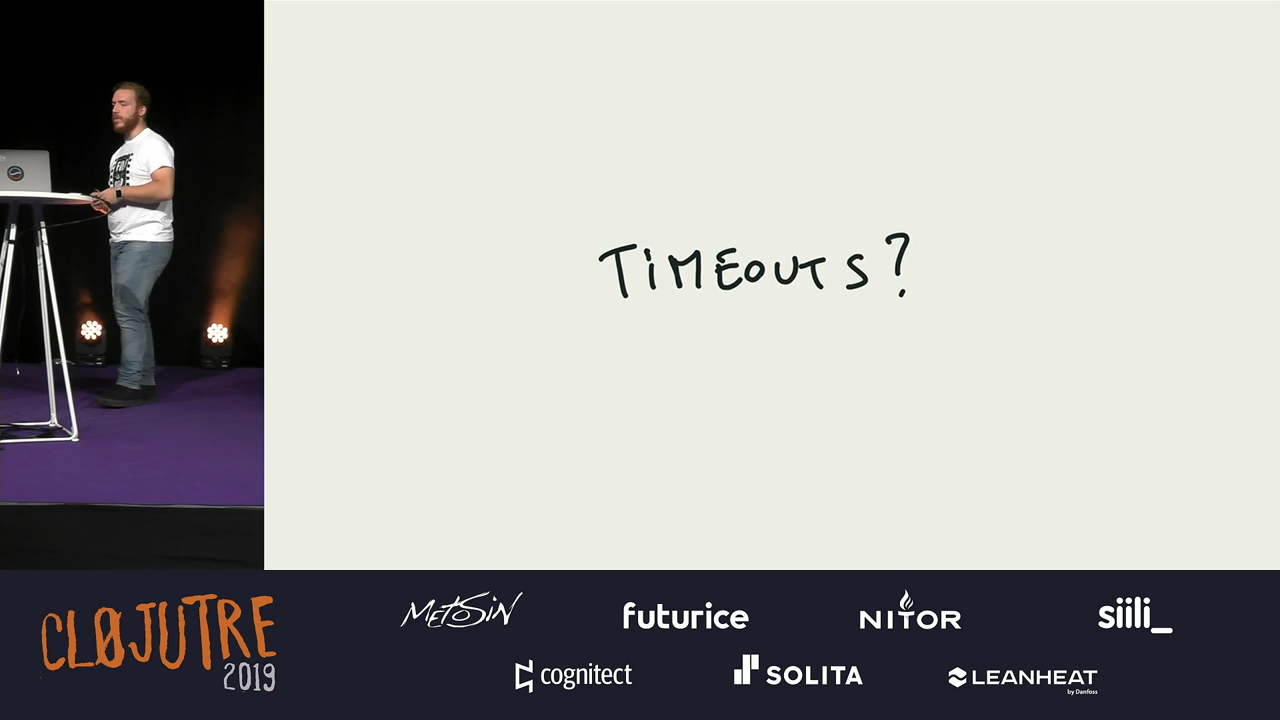 TIMEOUTS?
CLØJUTRE
2019
METOSIN
futurice
NITOR
siili_
cognitect
SOLITA
LEANHEAT
by Danfoss